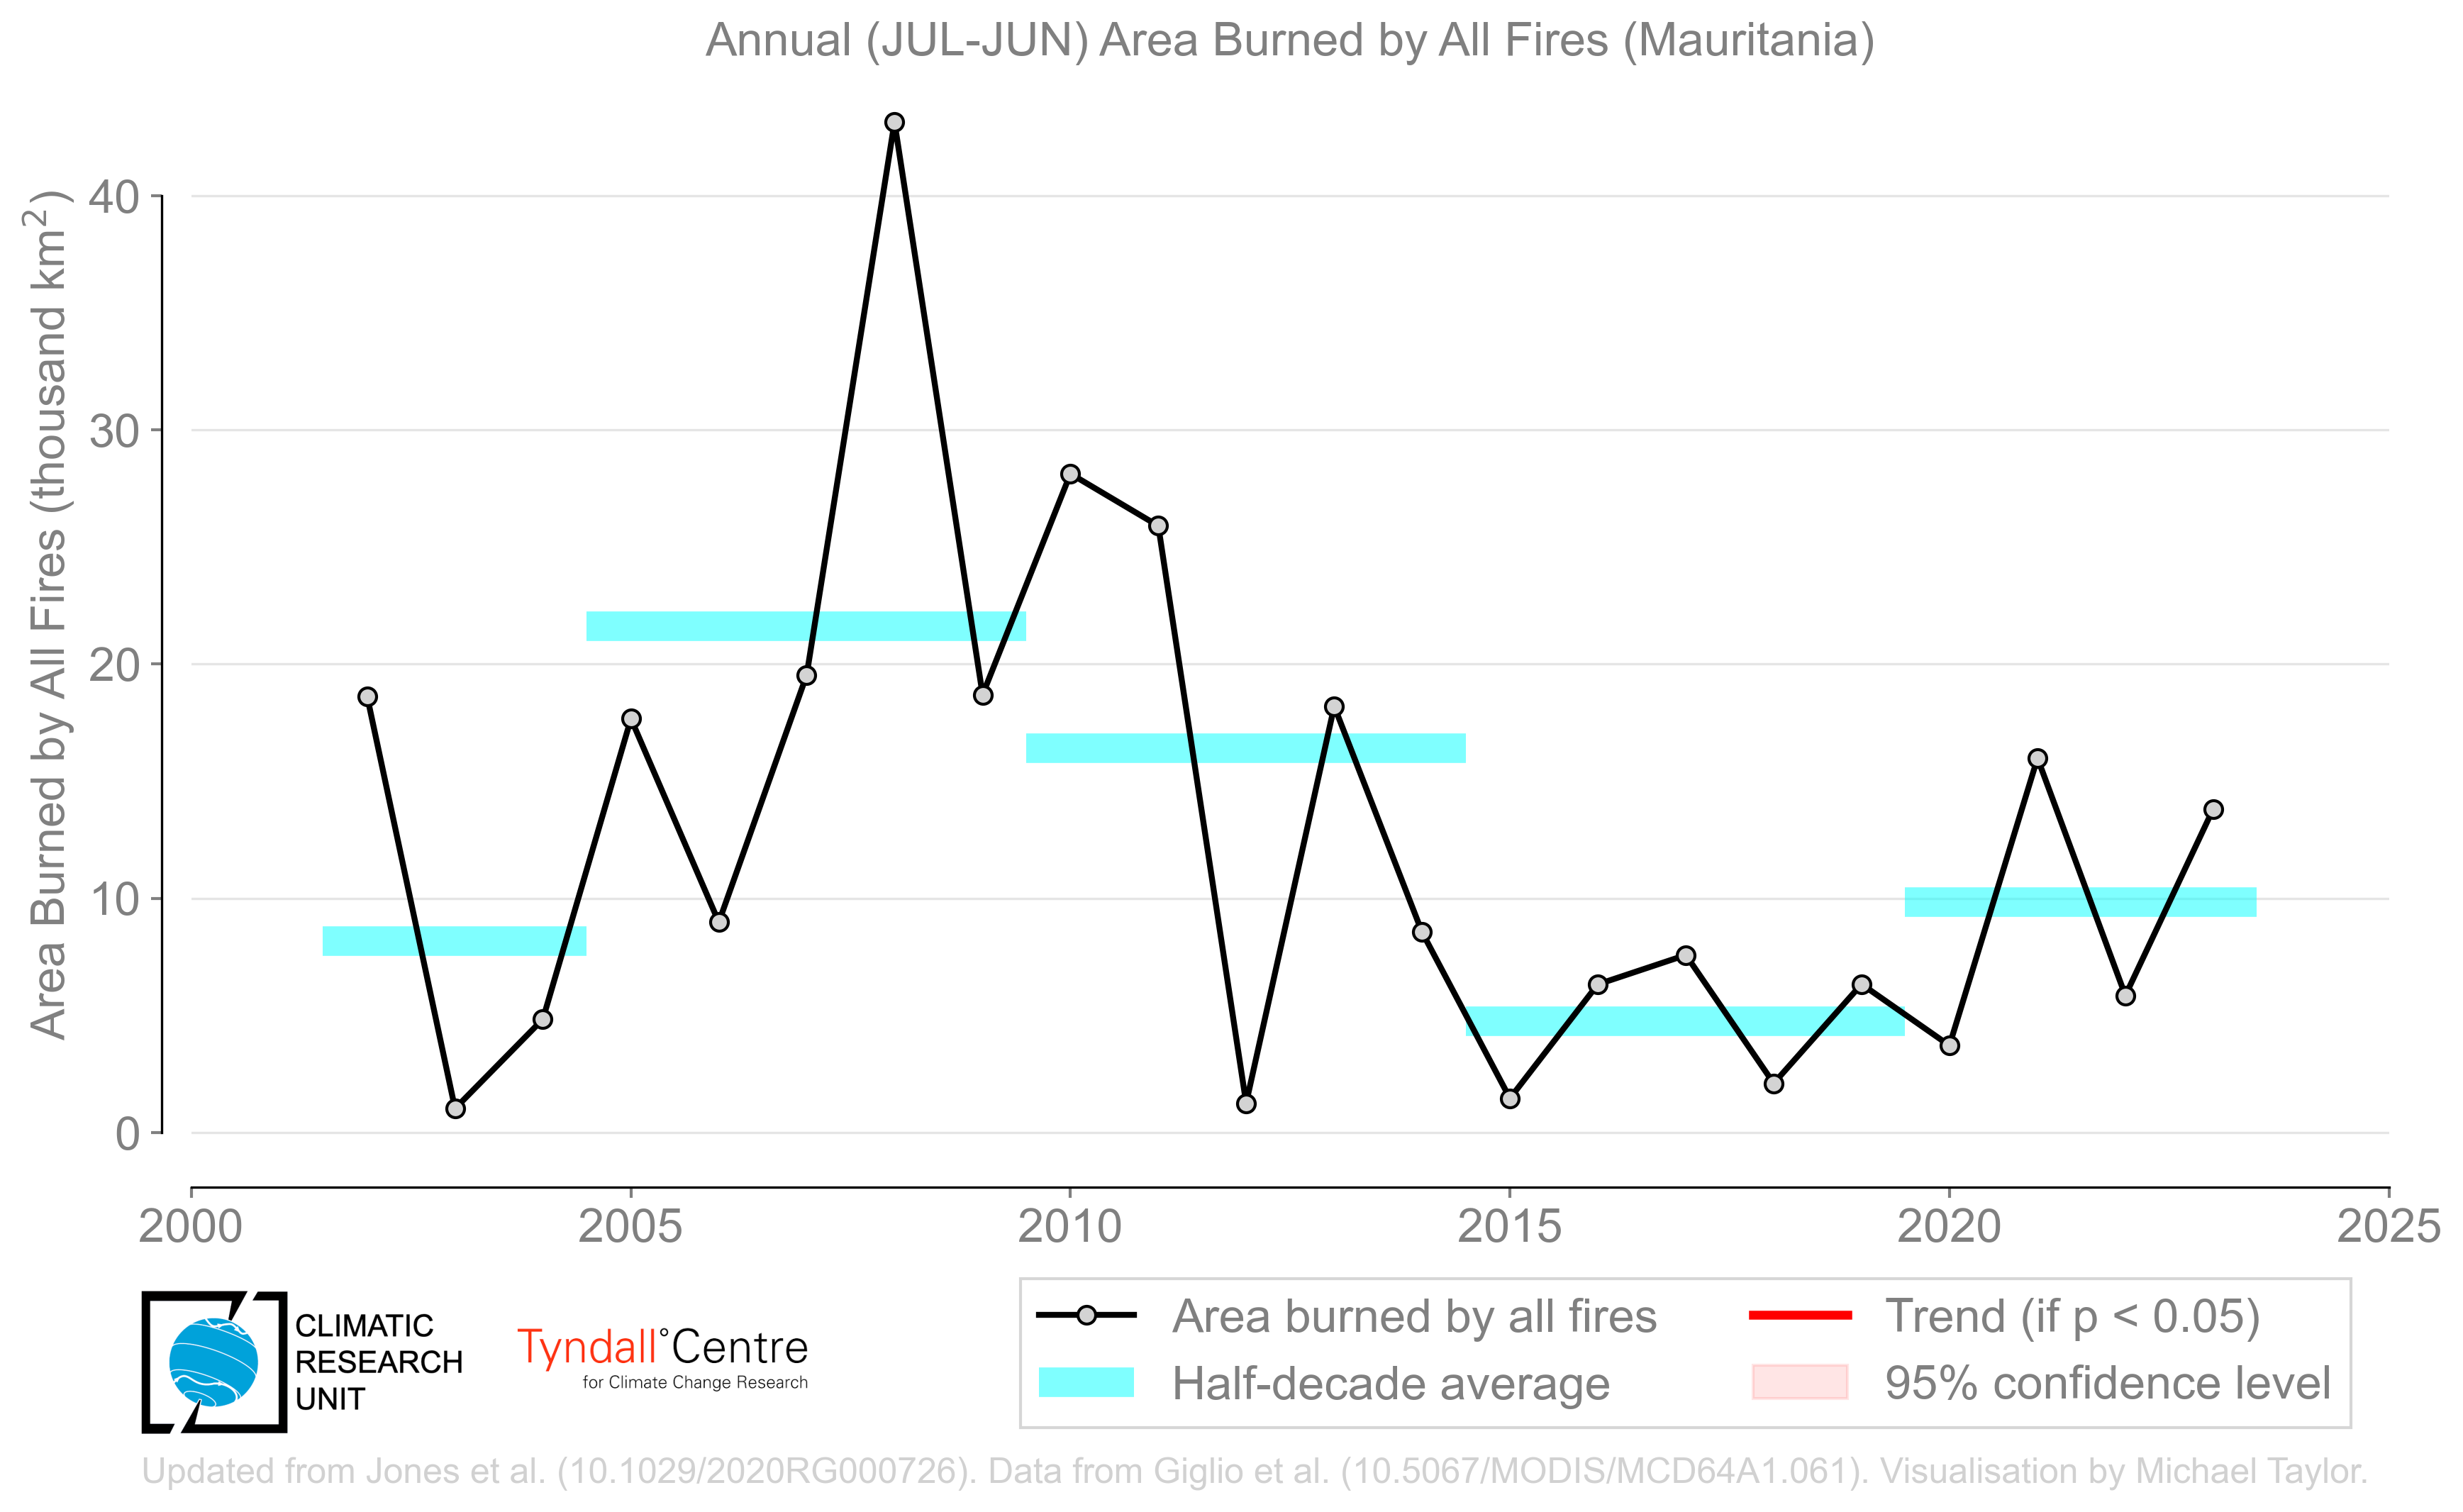 Annual (JUL-JUN) Area Burned by All Fires (Mauritania)
Area Burned by All Fires (thousand km²)
40
30
20
10
0
2000 2005 2010 2015 2020 2025
CLIMATIC
RESEARCH
UNIT
Tyndall°Centre
for Climate Change Research
Area burned by all fires
Half-decade average
Trend (if p < 0.05)
95% confidence level
Updated from Jones et al. (10.1029/2020RG000726). Data from Giglio et al. (10.5067/MODIS/MCD64A1.061). Visualisation by Michael Taylor.